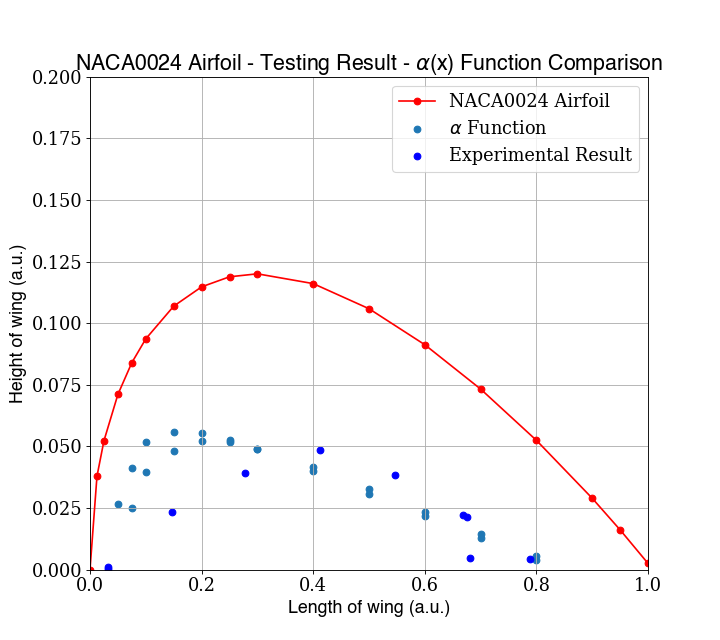 NACA0024 Airfoil - Testing Result - α(x) Function Comparison
NACA0024 Airfoil
α Function
Experimental Result
Height of wing (a.u.)
0.200
0.175
0.150
0.125
0.100
0.075
0.050
0.025
0.000
0.0 0.2 0.4 0.6 0.8 1.0
Length of wing (a.u.)